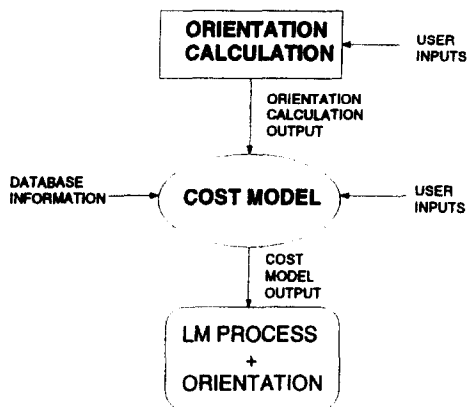 ORIENTATION
CALCULATION
USER
INPUTS
ORIENTATION
CALCULATION
OUTPUT
DATABASE
INFORMATION
COST MODEL
USER
INPUTS
COST
MODEL
OUTPUT
LM PROCESS
+
ORIENTATION